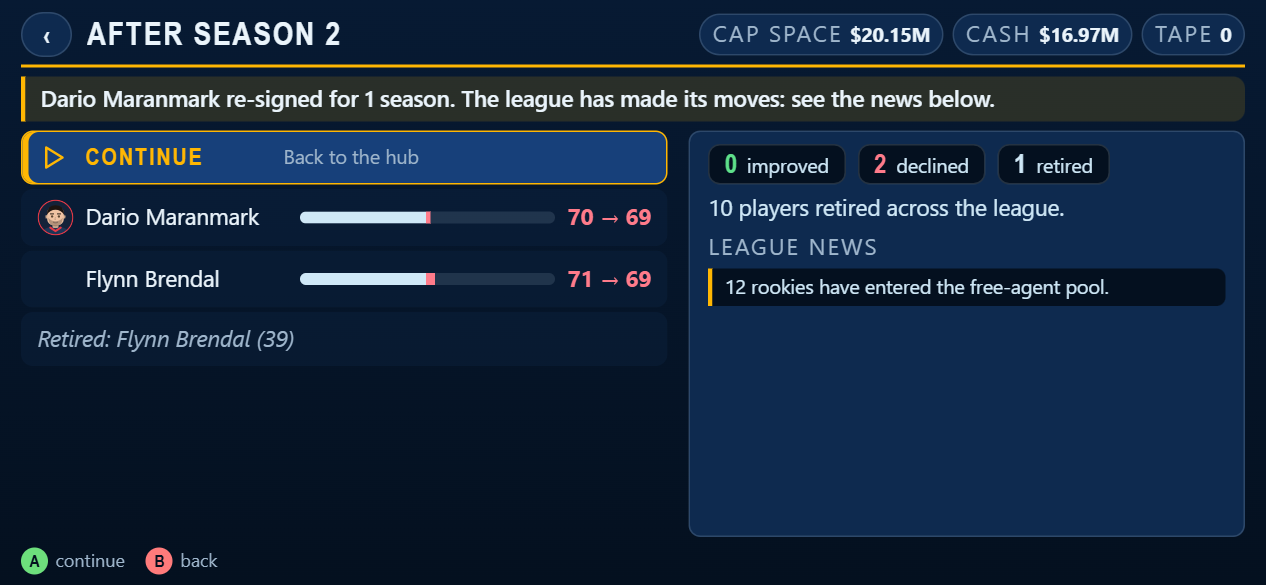 ‹ AFTER SEASON 2 CAP SPACE $20.15M CASH $16.97M TAPE 0
Dario Maranmark re-signed for 1 season. The league has made its moves: see the news below.
CONTINUE Back to the hub
Dario Maranmark 70 → 69
Flynn Brendal 71 → 69
Retired: Flynn Brendal (39)
0 improved 2 declined 1 retired
10 players retired across the league.
LEAGUE NEWS
12 rookies have entered the free-agent pool.
A continue B back